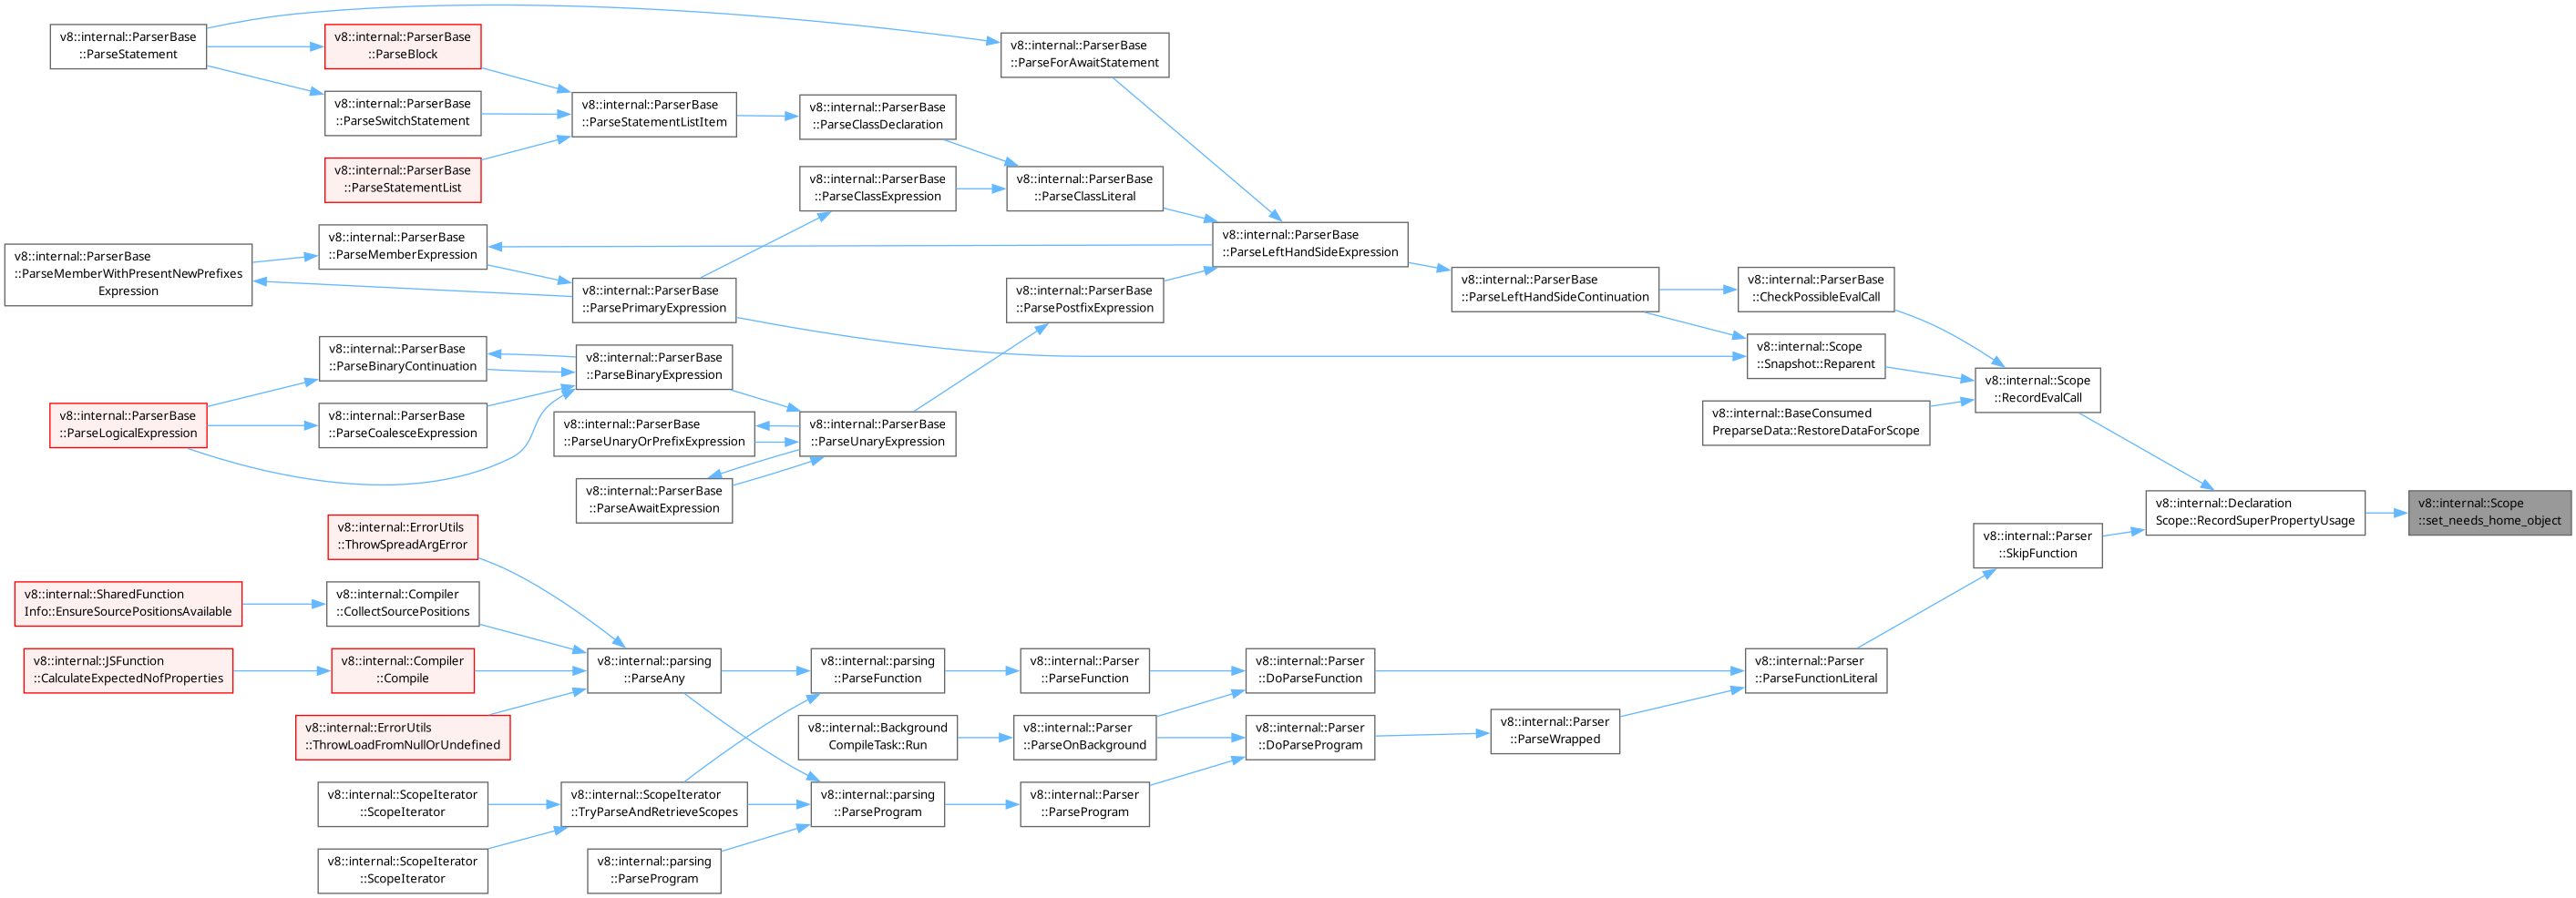 v8::internal::ParserBase
::ParseStatement
v8::internal::ParserBase
::ParseBlock
v8::internal::ParserBase
::ParseSwitchStatement
v8::internal::ParserBase
::ParseStatementList
v8::internal::ParserBase
::ParseStatementListItem
v8::internal::ParserBase
::ParseClassDeclaration
v8::internal::ParserBase
::ParseForAwaitStatement
v8::internal::ParserBase
::ParseClassExpression
v8::internal::ParserBase
::ParseClassLiteral
v8::internal::ParserBase
::ParseMemberWithPresentNewPrefixes
Expression
v8::internal::ParserBase
::ParseMemberExpression
v8::internal::ParserBase
::ParsePrimaryExpression
v8::internal::ParserBase
::ParseLeftHandSideExpression
v8::internal::ParserBase
::ParsePostfixExpression
v8::internal::ParserBase
::ParseLeftHandSideContinuation
v8::internal::ParserBase
::CheckPossibleEvalCall
v8::internal::Scope
::Snapshot::Reparent
v8::internal::BaseConsumed
PreparseData::RestoreDataForScope
v8::internal::Scope
::RecordEvalCall
v8::internal::ParserBase
::ParseBinaryContinuation
v8::internal::ParserBase
::ParseBinaryExpression
v8::internal::ParserBase
::ParseLogicalExpression
v8::internal::ParserBase
::ParseCoalesceExpression
v8::internal::ParserBase
::ParseUnaryOrPrefixExpression
v8::internal::ParserBase
::ParseUnaryExpression
v8::internal::ParserBase
::ParseAwaitExpression
v8::internal::Declaration
Scope::RecordSuperPropertyUsage
v8::internal::Scope
::set_needs_home_object
v8::internal::Parser
::SkipFunction
v8::internal::ErrorUtils
::ThrowSpreadArgError
v8::internal::SharedFunction
Info::EnsureSourcePositionsAvailable
v8::internal::Compiler
::CollectSourcePositions
v8::internal::JSFunction
::CalculateExpectedNofProperties
v8::internal::Compiler
::Compile
v8::internal::ErrorUtils
::ThrowLoadFromNullOrUndefined
v8::internal::parsing
::ParseAny
v8::internal::parsing
::ParseFunction
v8::internal::Parser
::ParseFunction
v8::internal::Parser
::DoParseFunction
v8::internal::Parser
::ParseFunctionLiteral
v8::internal::Background
CompileTask::Run
v8::internal::Parser
::ParseOnBackground
v8::internal::Parser
::DoParseProgram
v8::internal::Parser
::ParseWrapped
v8::internal::ScopeIterator
::ScopeIterator
v8::internal::ScopeIterator
::TryParseAndRetrieveScopes
v8::internal::parsing
::ParseProgram
v8::internal::Parser
::ParseProgram
v8::internal::ScopeIterator
::ScopeIterator
v8::internal::parsing
::ParseProgram